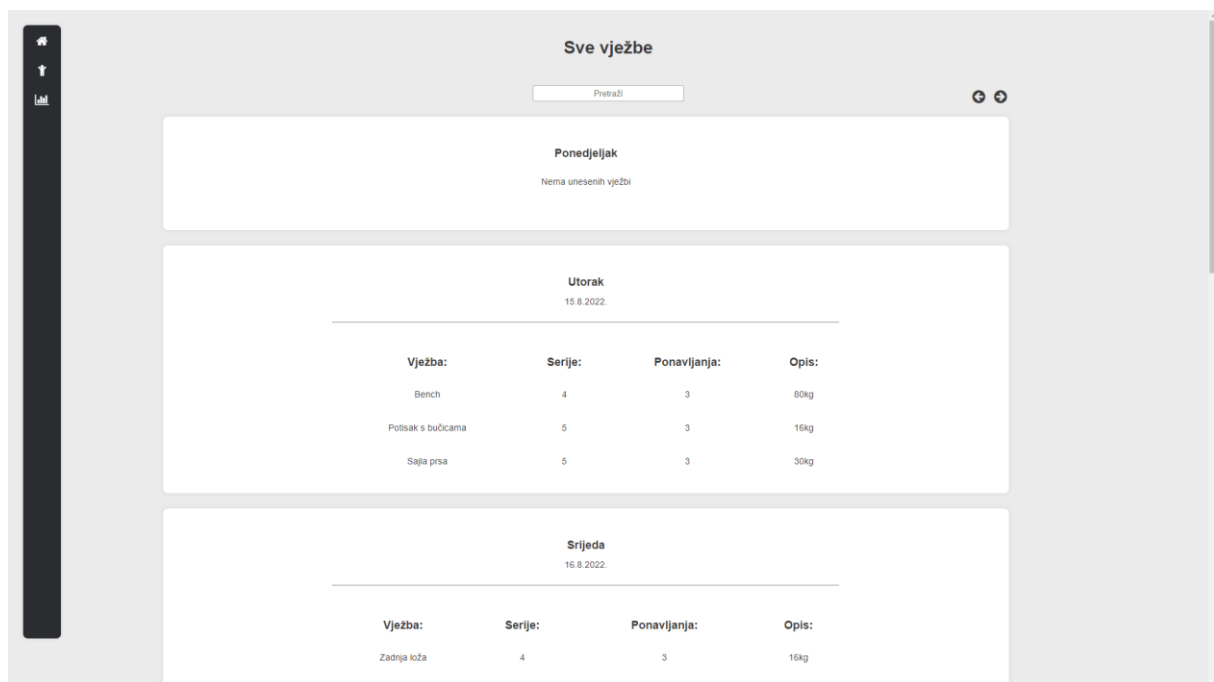 Sve vježbe
Pretraži
Ponedjeljak
Nema unesenih vježbi
Utorak
15.8.2022.
Vježba: Serije: Ponavljanja: Opis:
Bench 4 3 80kg
Potisak s bučicama 5 3 16kg
Sajla prsa 5 3 30kg
Srijeda
16.8.2022.
Vježba: Serije: Ponavljanja: Opis:
Zadnja loža 4 3 16kg